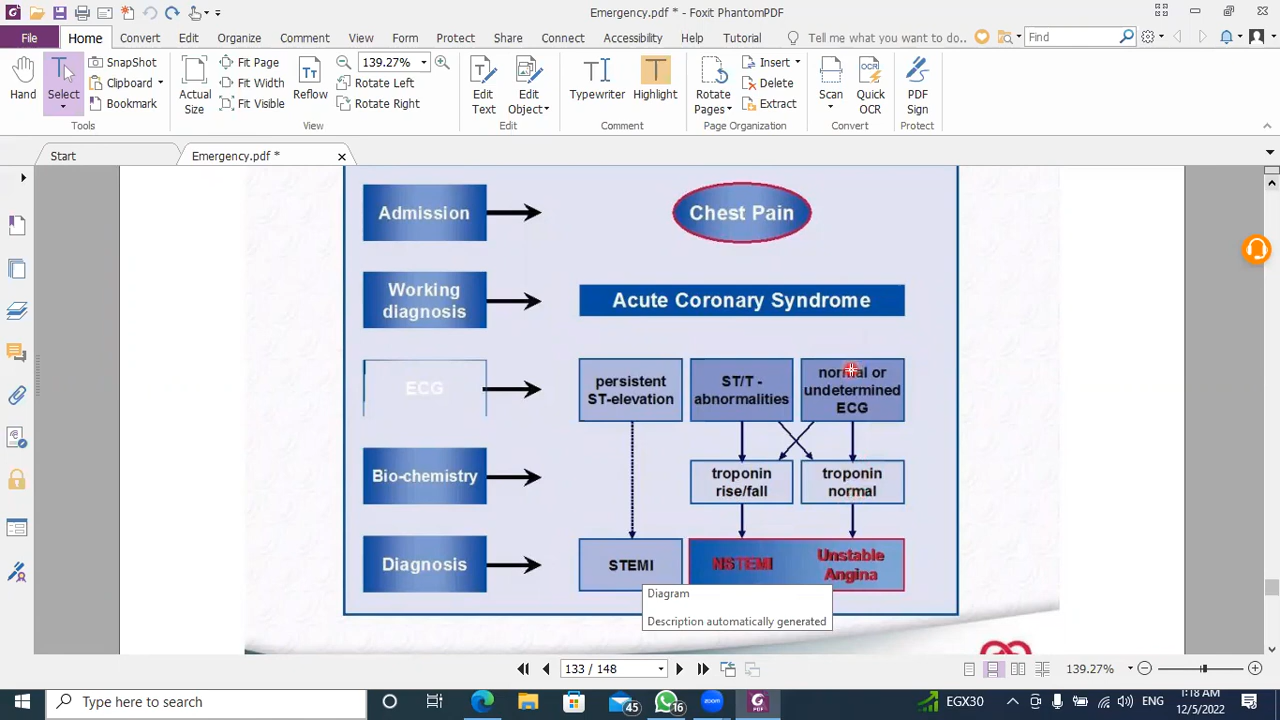 Emergency.pdf * - Foxit PhantomPDF
File
Home
Convert
Edit
Organize
Comment
View
Form
Protect
Share
Connect
Accessibility
Help
Tutorial
Tell me what you want to do..
Find
Hand
Select
SnapShot
Clipboard
Bookmark
Tools
Actual
Size
Fit Page
Fit Width
Fit Visible
Reflow
139.27%
Rotate Left
Rotate Right
View
Edit
Text
Edit
Object
Edit
Typewriter
Highlight
Comment
Rotate
Pages
Insert
Delete
Extract
Page Organization
Scan
Quick
OCR
Convert
PDF
Sign
Protect
Start
Emergency.pdf *
Admission
Chest Pain
Working
diagnosis
Acute Coronary Syndrome
ECG
persistent
ST-elevation
ST/T -
abnormalities
normal or
undetermined
ECG
Bio-chemistry
troponin
rise/fall
troponin
normal
Diagnosis
STEMI
NSTEMI
Unstable
Angina
Diagram
Description automatically generated
133 / 148
139.27%
Type here to search
45
16
EGX30
ENG
1:18 AM
12/5/2022